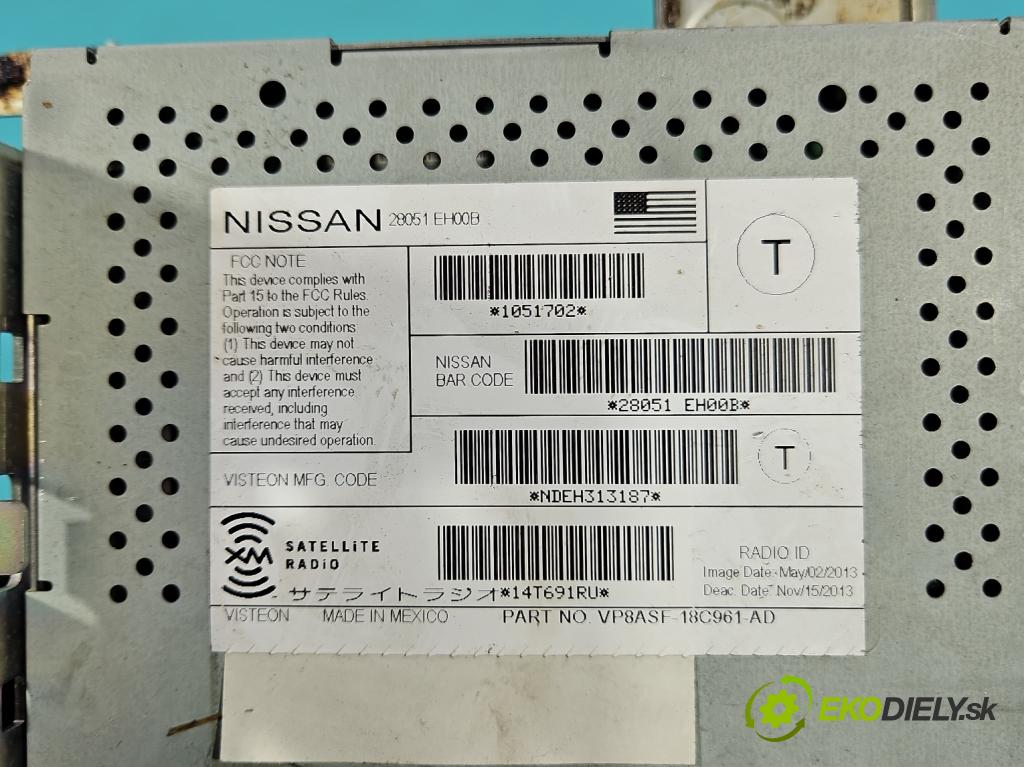 NISSAN 28051 EH00B
T
FCC NOTE
This device complies with
Part 15 to the FCC Rules.
Operation is subject to the
following two conditions
(1) This device may not
cause harmful interference
and (2) This device must
accept any interference
received, including
interference that may
cause undesired operation.
*1051702*
NISSAN
BAR CODE
*28051 EH00B*
VISTEON MFG. CODE
*NDEH313187*
T
XM SATELLITE
RADIO
サテライトラジオ*14T691RU*
RADIO ID
Image Date: May/02/2013
Deac. Date: Nov/15/2013
VISTEON MADE IN MEXICO PART NO. VP8ASF-18C961-AD
EKODIELY.sk